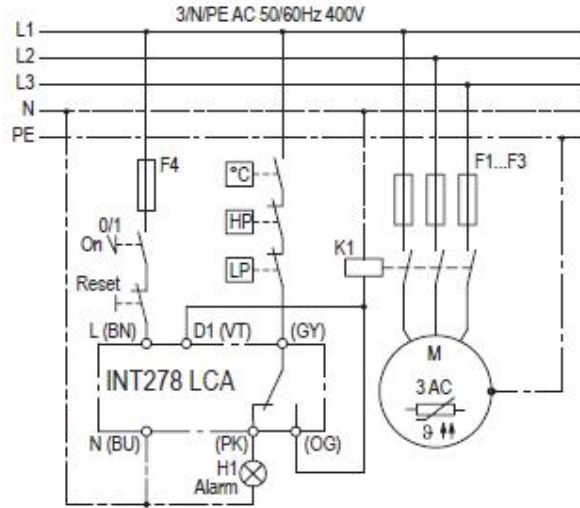 3/N/PE AC 50/60Hz 400V
L1
L2
L3
N
PE
F4
°C
F1...F3
0/1
On
HP
K1
LP
Reset
L (BN)
D1 (VT)
(GY)
M
INT278 LCA
3 AC
ϑ
N (BU)
(PK)
(OG)
H1
Alarm